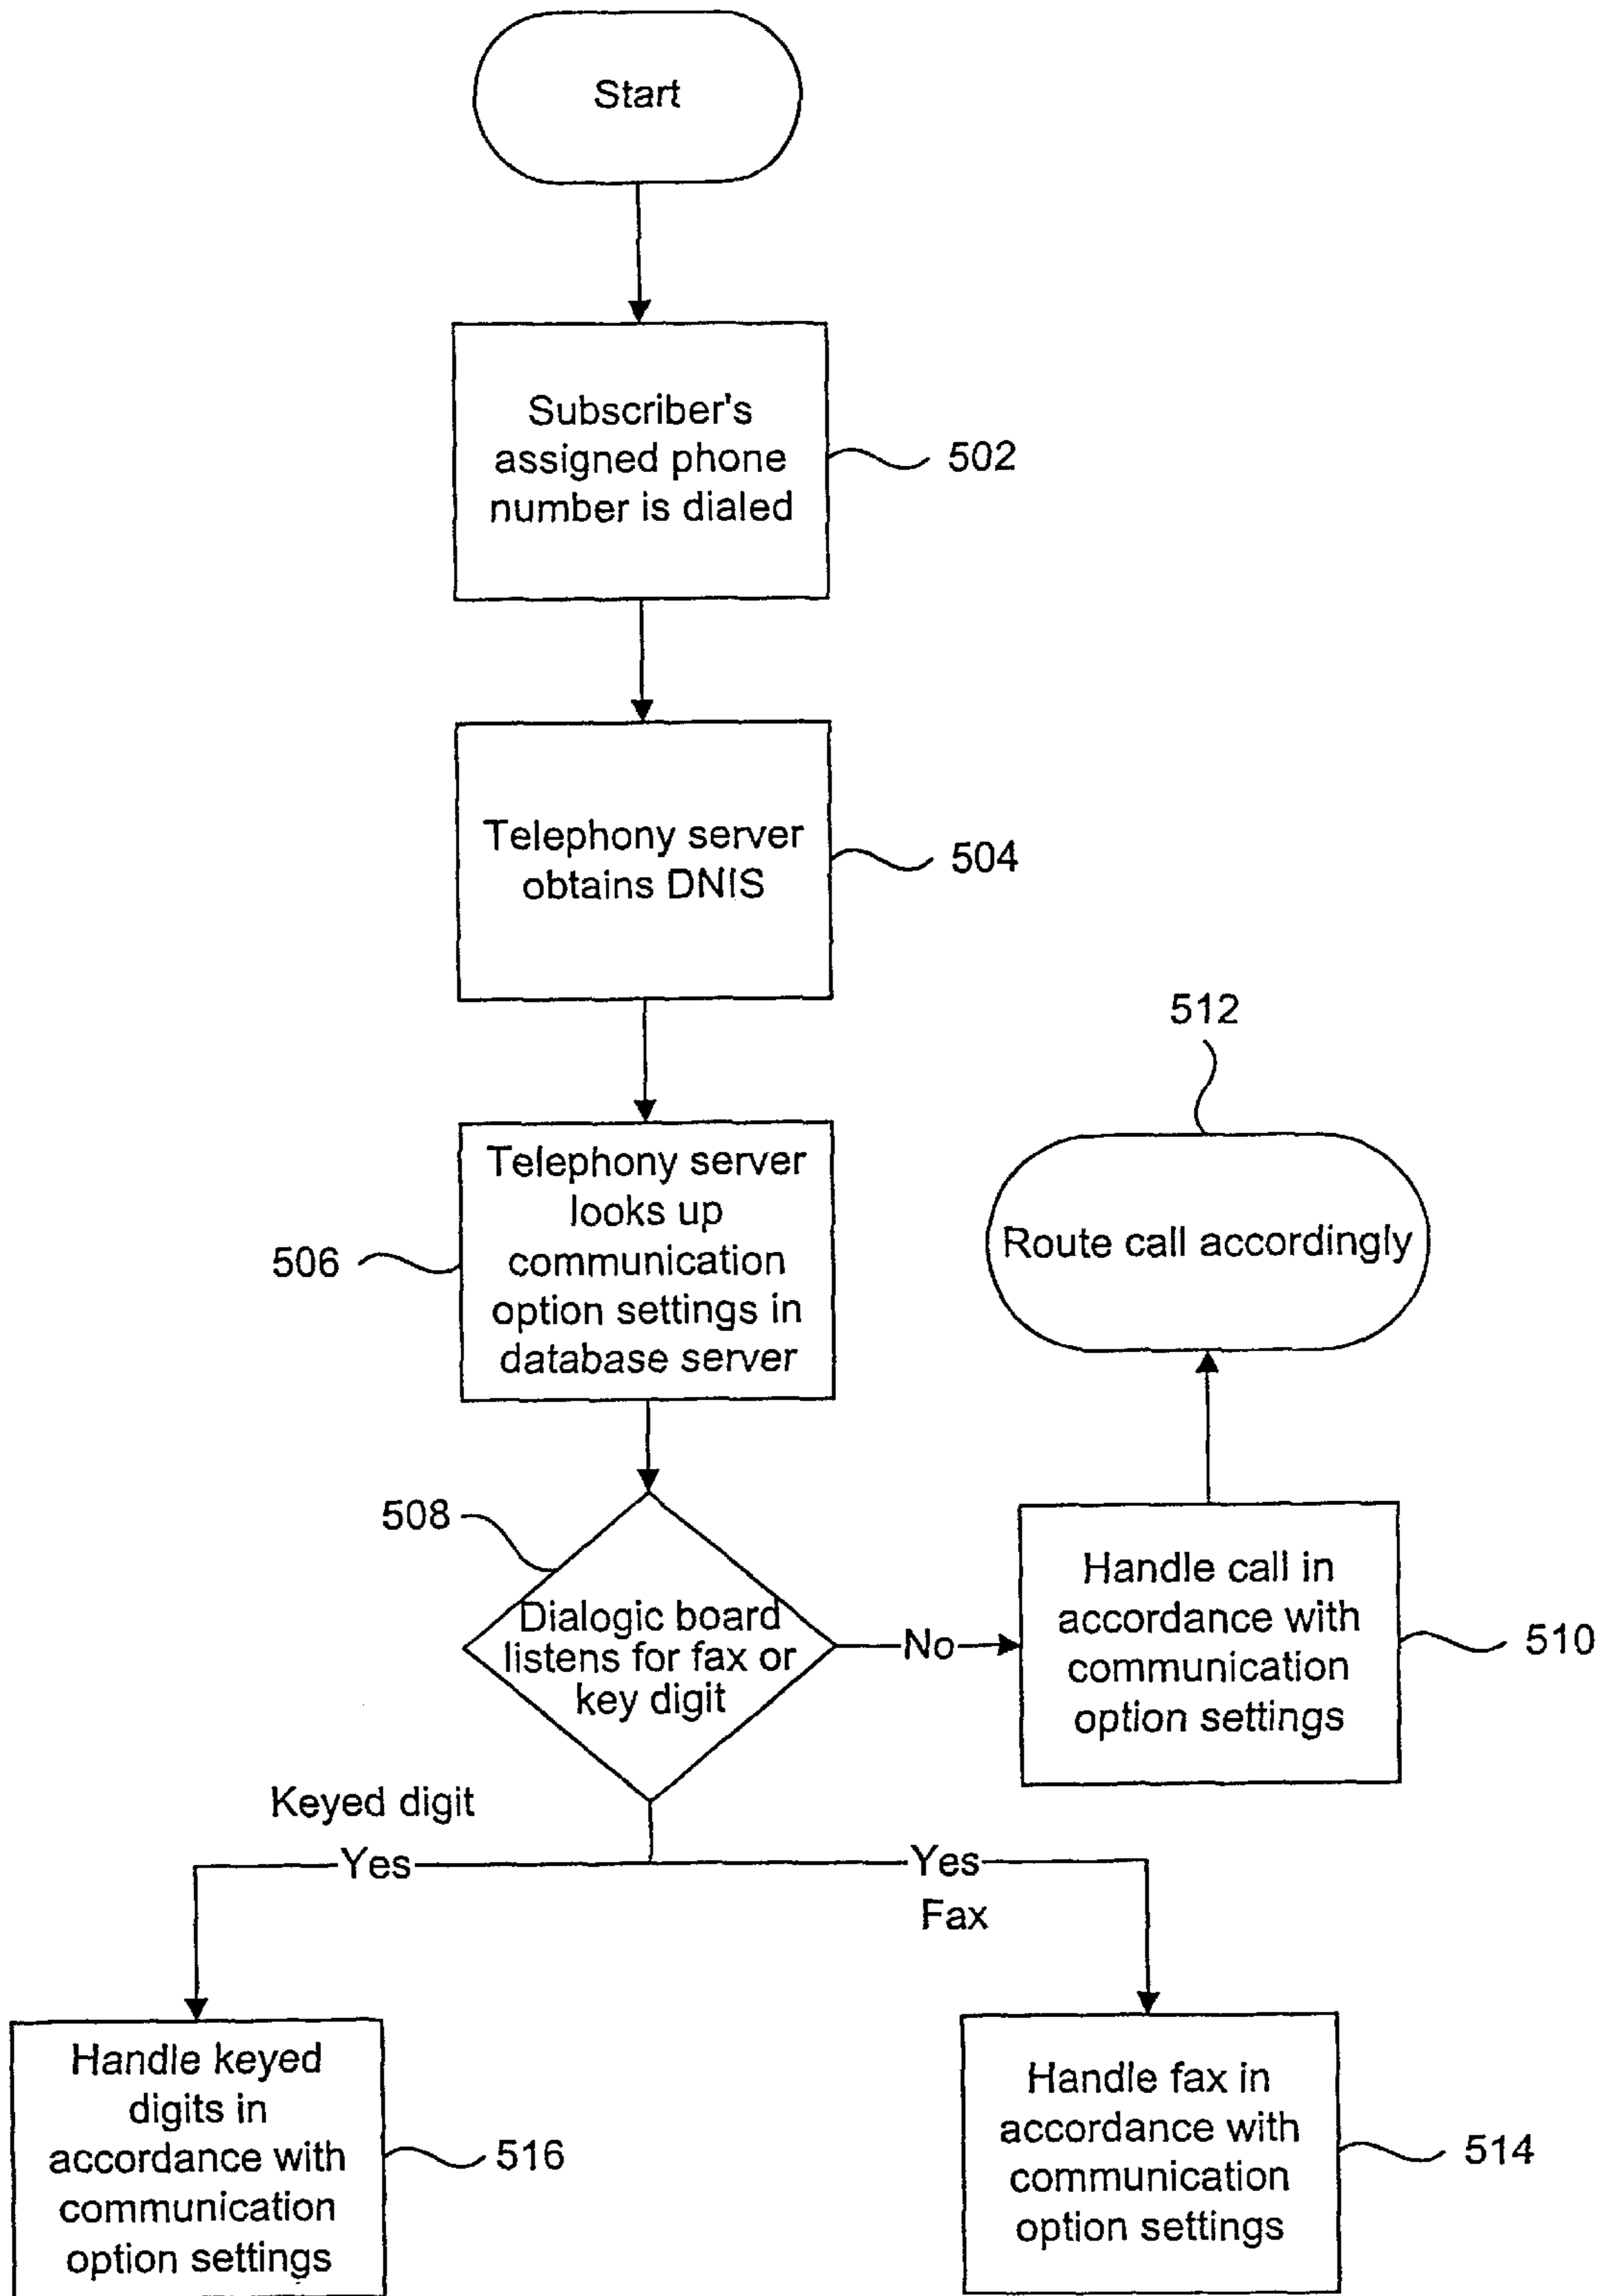 Start
Subscriber's
assigned phone
number is dialed
502
Telephony server
obtains DNIS
504
512
Telephony server
looks up
communication
option settings in
database server
506
Route call accordingly
508
Dialogic board
listens for fax or
key digit
No
Handle call in
accordance with
communication
option settings
510
Keyed digit
Yes
Yes
Fax
Handle keyed
digits in
accordance with
communication
option settings
516
Handle fax in
accordance with
communication
option settings
514